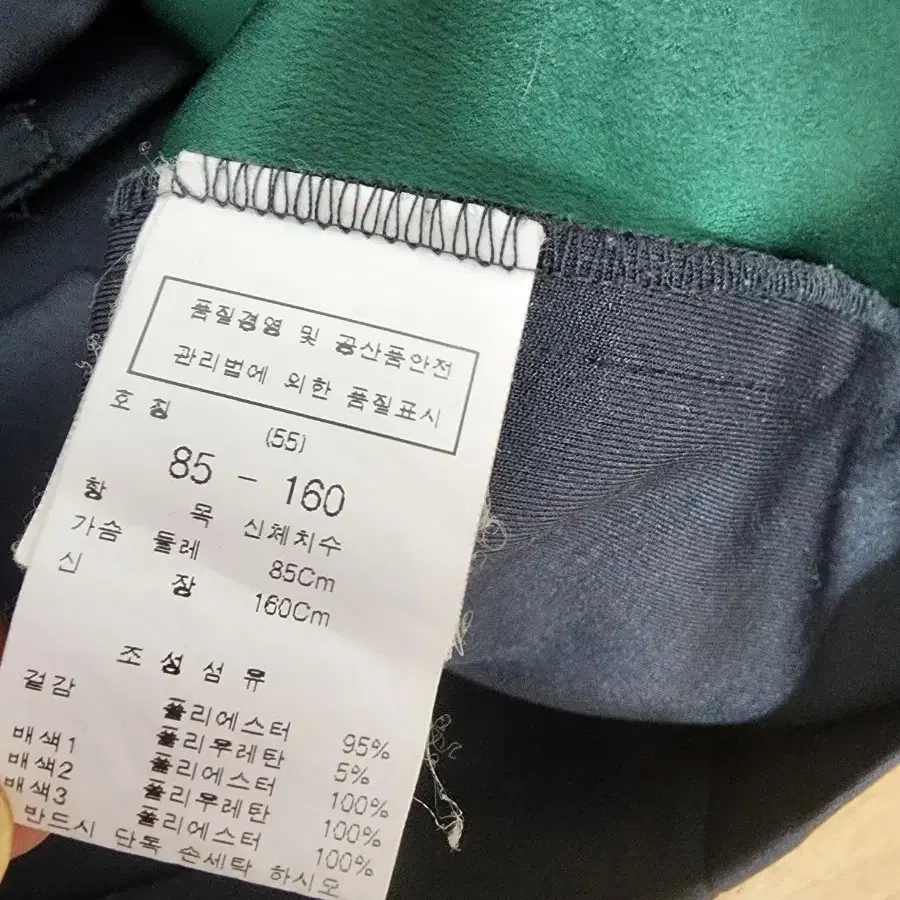 품질경영 및 공산품안전
관리법에 의한 품질표시
호 칭
(55)
85 - 160
항 목 신체치수
가슴 둘레 85Cm
신 장 160Cm
조 성 섬 유
겉감 폴리에스터 95%
폴리우레탄 5%
배색1 폴리에스터 100%
배색2 폴리우레탄 100%
배색3 폴리에스터 100%
반드시 단독 손세탁 하시오